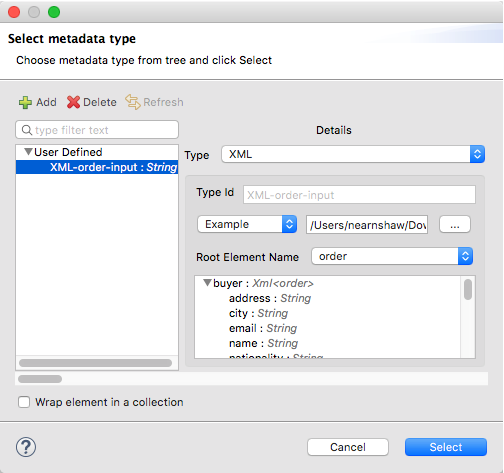 Select metadata type
Choose metadata type from tree and click Select
Add Delete Refresh
type filter text
Details
User Defined
XML-order-input : String
Type XML
Type Id XML-order-input
Example /Users/nearnshaw/Dov ...
Root Element Name order
buyer : Xml<order>
address : String
city : String
email : String
name : String
nationality : String
Wrap element in a collection
? Cancel Select